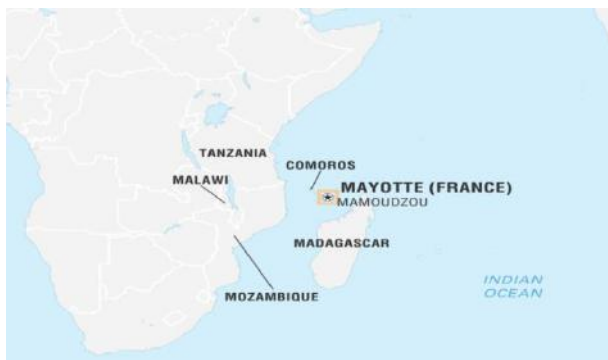 TANZANIA
COMOROS
MALAWI
MAYOTTE (FRANCE)
MAMOUDZOU
MADAGASCAR
INDIAN
OCEAN
MOZAMBIQUE